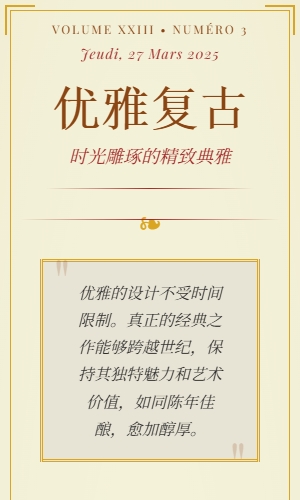 VOLUME XXIII • NUMÉRO 3
Jeudi, 27 Mars 2025
优雅复古
时光雕琢的精致典雅
❧
"
优雅的设计不受时间
限制。真正的经典之
作能够跨越世纪，保
持其独特魅力和艺术
价值，如同陈年佳
酿，愈加醇厚。
"